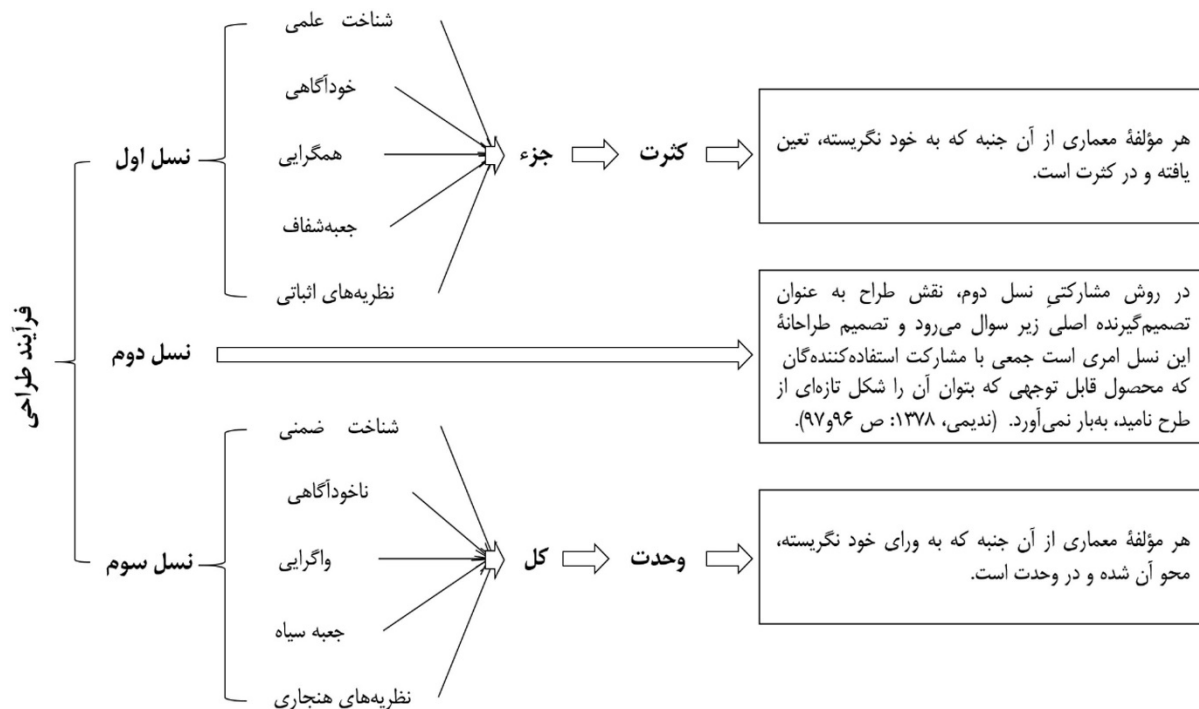 فرآیند طراحی
نسل اول
شناخت علمی
خودآگاهی
همگرایی
جعبه‌شفاف
نظریه‌های اثباتی
جزء
کثرت
هر مؤلفهٔ معماری از آن جنبه که به خود نگریسته، تعین
یافته و در کثرت است.
نسل دوم
در روش مشارکتیِ نسل دوم، نقش طراح به عنوان
تصمیم‌گیرنده اصلی زیر سوال می‌رود و تصمیم طراحانهٔ
این نسل امری است جمعی با مشارکت استفاده‌کننده‌گان
که محصول قابل توجهی که بتوان آن را شکل تازه‌ای از
طرح نامید، به‌بار نمی‌آورد. (ندیمی، ۱۳۷۸: ص ۹۶و۹۷).
نسل سوم
شناخت ضمنی
ناخودآگاهی
واگرایی
جعبه سیاه
نظریه‌های هنجاری
کل
وحدت
هر مؤلفهٔ معماری از آن جنبه که به ورای خود نگریسته،
محو آن شده و در وحدت است.